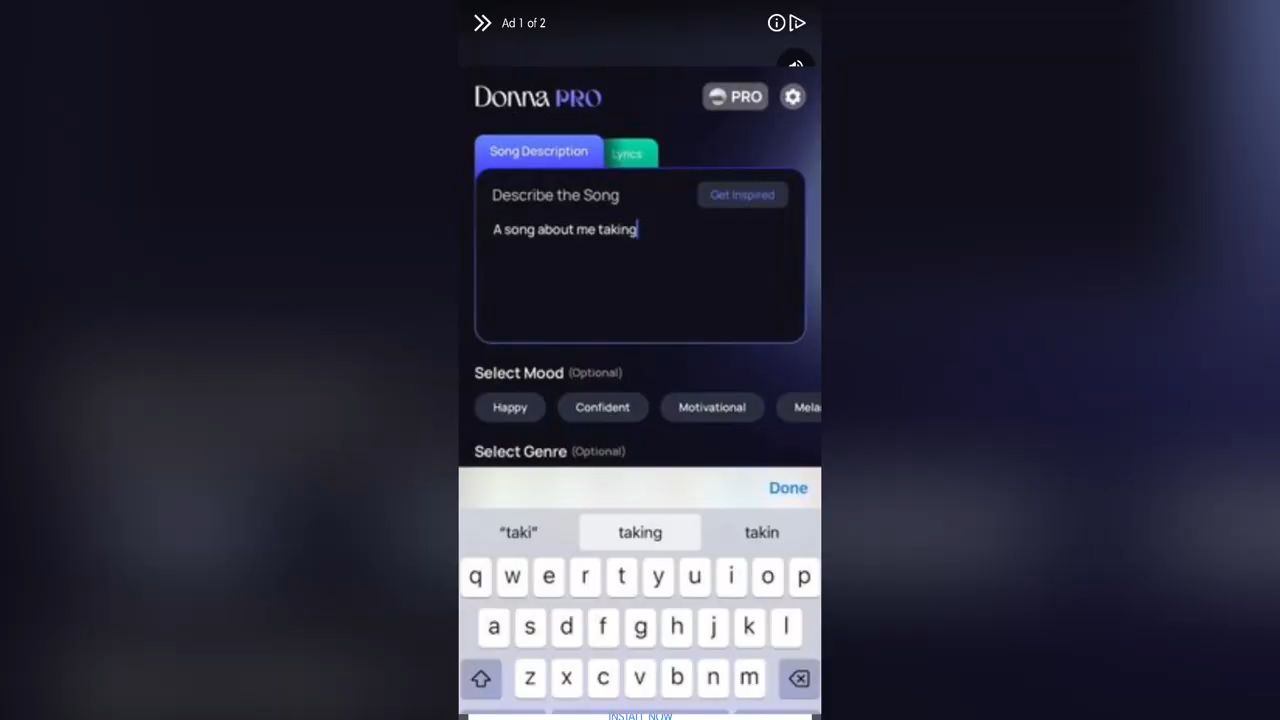 Ad 1 of 2
Donna PRO
PRO
Song Description
Lyrics
Describe the Song
Get Inspired
A song about me taking
Select Mood (Optional)
Happy
Confident
Motivational
Mela
Select Genre (Optional)
Done
"taki"
taking
takin
q w e r t y u i o p
a s d f g h j k l
z x c v b n m
INSTALL NOW